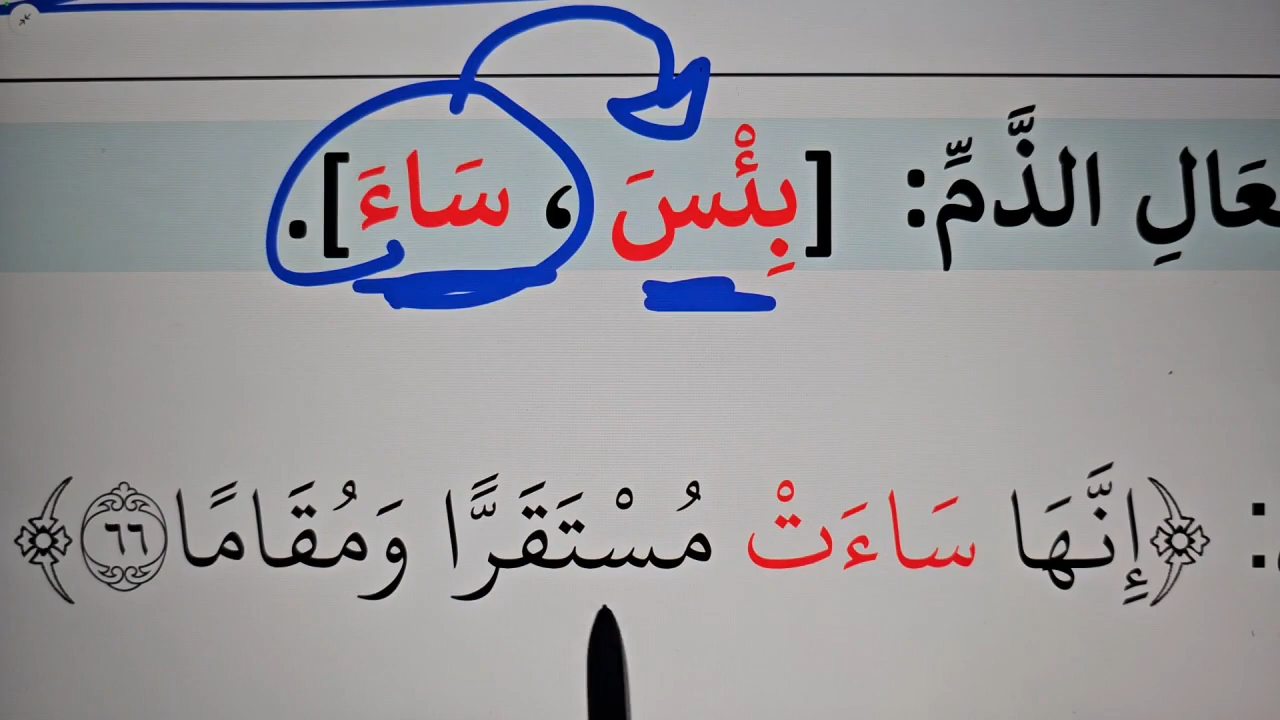 عَالِ الذَّمِّ: [بِئْسَ ، سَاءَ].
: ﴿إِنَّهَا سَاءَتْ مُسْتَقَرًّا وَمُقَامًا ٦٦﴾